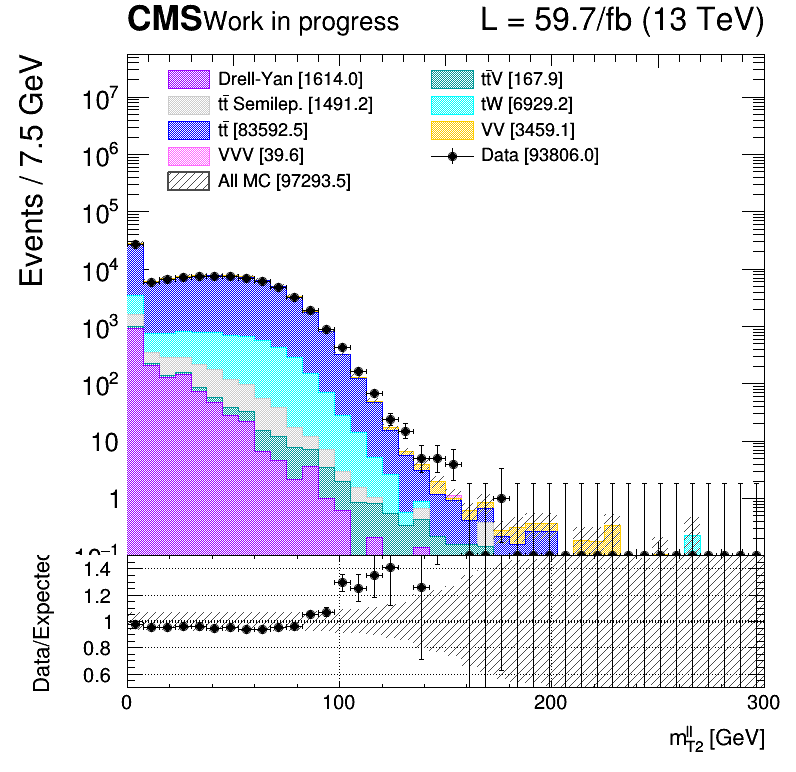 CMS Work in progress L = 59.7/fb (13 TeV)
Events / 7.5 GeV
Drell-Yan [1614.0] tt̄V [167.9]
tt̄ Semilep. [1491.2] tW [6929.2]
tt̄ [83592.5] VV [3459.1]
VVV [39.6] Data [93806.0]
All MC [97293.5]
10⁷
10⁶
10⁵
10⁴
10³
10²
10
1
10⁻¹
Data/Expected
1.4
1.2
1
0.8
0.6
0 100 200 300
m_{T2}^{ll} [GeV]